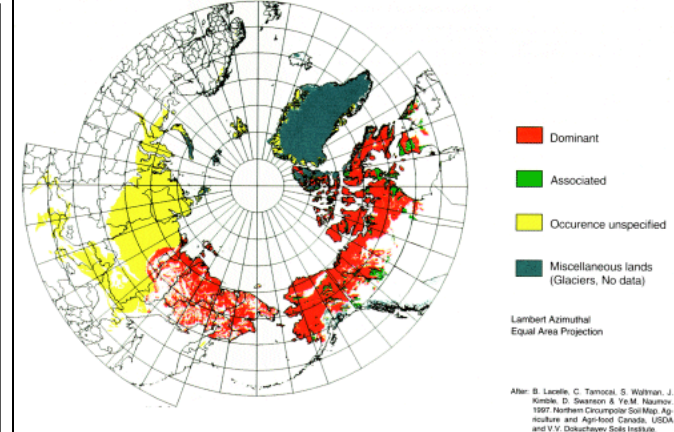 Dominant
Associated
Occurence unspecified
Miscellaneous lands
(Glaciers, No data)
Lambert Azimuthal
Equal Area Projection
After: B. Lacelle, C. Tarnocai, S. Waltman, J.
Kimble, D. Swanson & Ye.M. Naumov.
1997. Northern Circumpolar Soil Map. Ag-
riculture and Agri-food Canada, USDA
and V.V. Dokuchayev Soils Institute.